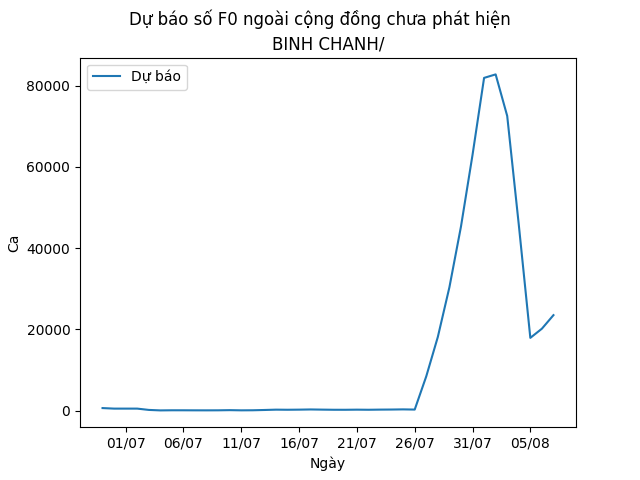 Dự báo số F0 ngoài cộng đồng chưa phát hiện
BINH CHANH/
Dự báo
80000
60000
40000
20000
0
Ca
01/07 06/07 11/07 16/07 21/07 26/07 31/07 05/08
Ngày